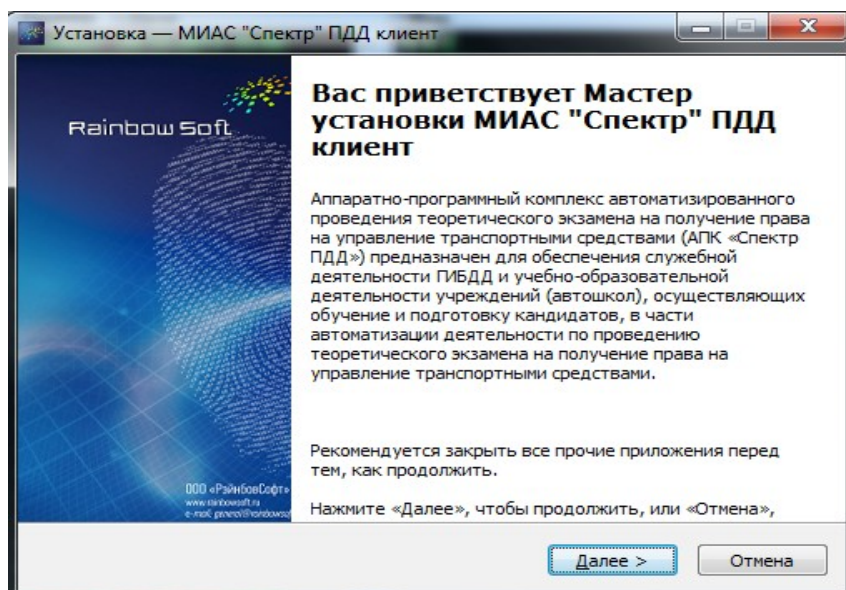 Установка — МИАС "Спектр" ПДД клиент
Rainbow Soft
Вас приветствует Мастер
установки МИАС "Спектр" ПДД
клиент
Аппаратно-программный комплекс автоматизированного
проведения теоретического экзамена на получение права
на управление транспортными средствами (АПК «Спектр
ПДД») предназначен для обеспечения служебной
деятельности ГИБДД и учебно-образовательной
деятельности учреждений (автошкол), осуществляющих
обучение и подготовку кандидатов, в части
автоматизации деятельности по проведению
теоретического экзамена на получение права на
управление транспортными средствами.
Рекомендуется закрыть все прочие приложения перед
тем, как продолжить.
Нажмите «Далее», чтобы продолжить, или «Отмена»,
ООО «РэйнбовСофт»
www.rainbowsoft.ru
e-mail:
Далее >
Отмена